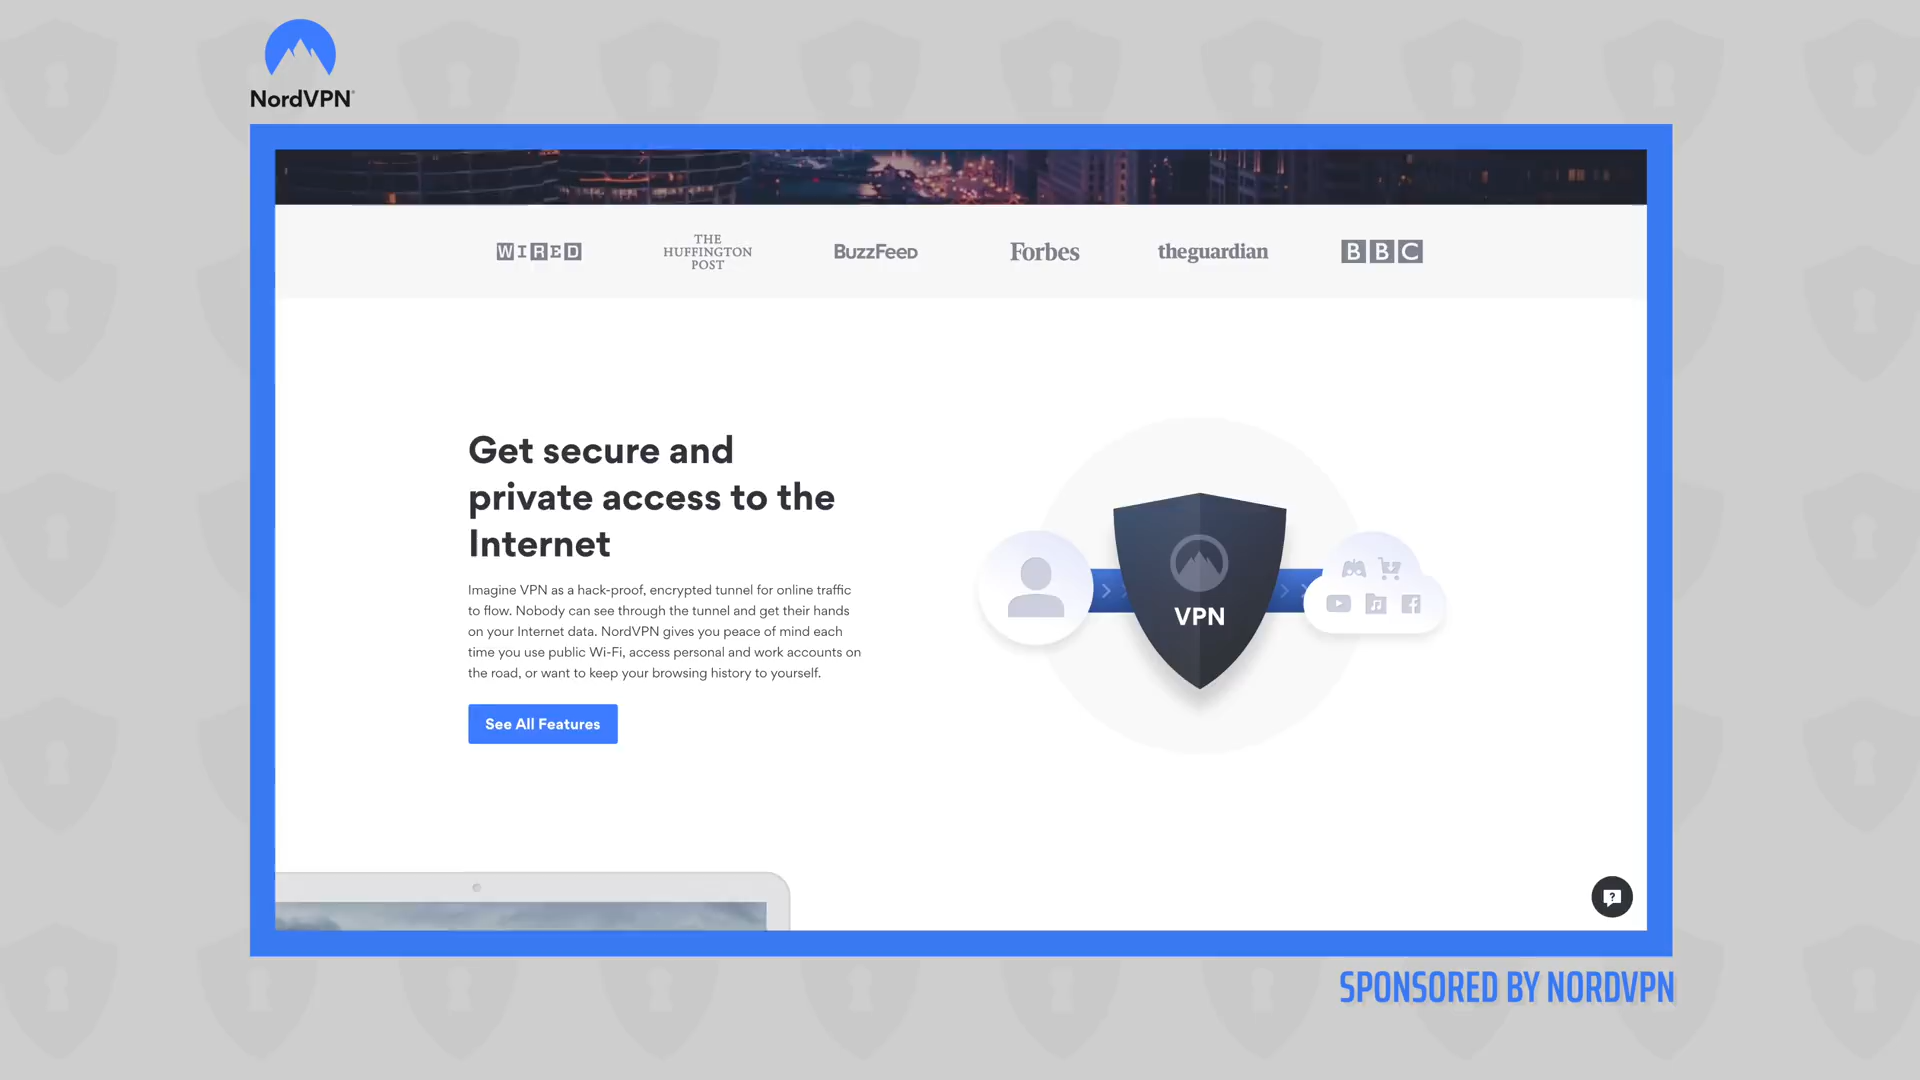 NordVPN
WIRED
THE
HUFFINGTON
POST
BuzzFeed
Forbes
theguardian
BBC
Get secure and
private access to the
Internet
Imagine VPN as a hack-proof, encrypted tunnel for online traffic
to flow. Nobody can see through the tunnel and get their hands
on your Internet data. NordVPN gives you peace of mind each
time you use public Wi-Fi, access personal and work accounts on
the road, or want to keep your browsing history to yourself.
See All Features
VPN
?
SPONSORED BY NORDVPN